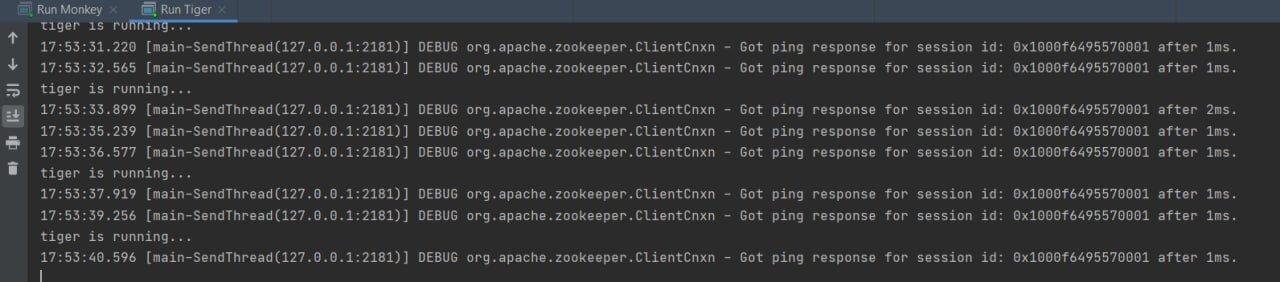 Run Monkey × Run Tiger ×
tiger is running...
17:53:31.220 [main-SendThread(127.0.0.1:2181)] DEBUG org.apache.zookeeper.ClientCnxn - Got ping response for session id: 0x1000f6495570001 after 1ms.
17:53:32.565 [main-SendThread(127.0.0.1:2181)] DEBUG org.apache.zookeeper.ClientCnxn - Got ping response for session id: 0x1000f6495570001 after 1ms.
tiger is running...
17:53:33.899 [main-SendThread(127.0.0.1:2181)] DEBUG org.apache.zookeeper.ClientCnxn - Got ping response for session id: 0x1000f6495570001 after 2ms.
17:53:35.239 [main-SendThread(127.0.0.1:2181)] DEBUG org.apache.zookeeper.ClientCnxn - Got ping response for session id: 0x1000f6495570001 after 1ms.
17:53:36.577 [main-SendThread(127.0.0.1:2181)] DEBUG org.apache.zookeeper.ClientCnxn - Got ping response for session id: 0x1000f6495570001 after 1ms.
tiger is running...
17:53:37.919 [main-SendThread(127.0.0.1:2181)] DEBUG org.apache.zookeeper.ClientCnxn - Got ping response for session id: 0x1000f6495570001 after 1ms.
17:53:39.256 [main-SendThread(127.0.0.1:2181)] DEBUG org.apache.zookeeper.ClientCnxn - Got ping response for session id: 0x1000f6495570001 after 1ms.
tiger is running...
17:53:40.596 [main-SendThread(127.0.0.1:2181)] DEBUG org.apache.zookeeper.ClientCnxn - Got ping response for session id: 0x1000f6495570001 after 1ms.